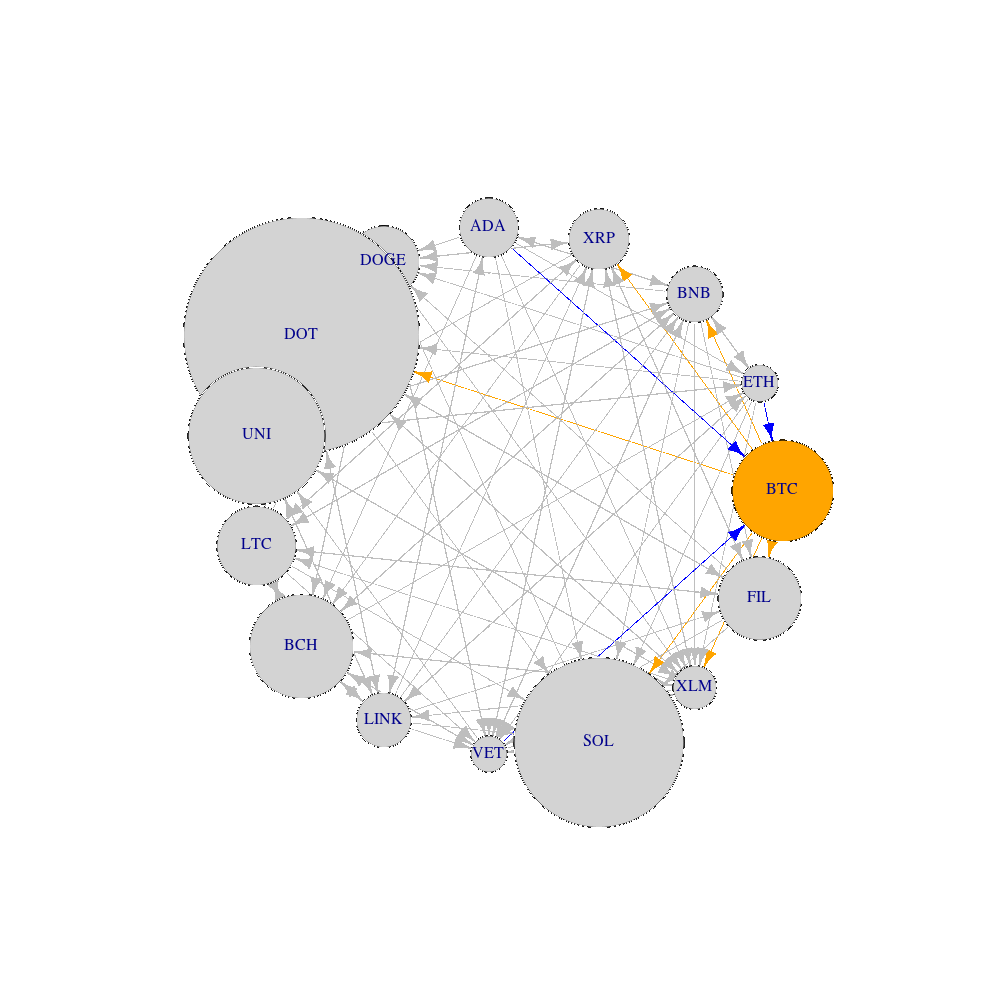 ADA
XRP
DOGE
BNB
DOT
ETH
UNI
BTC
LTC
FIL
BCH
XLM
LINK
SOL
VET